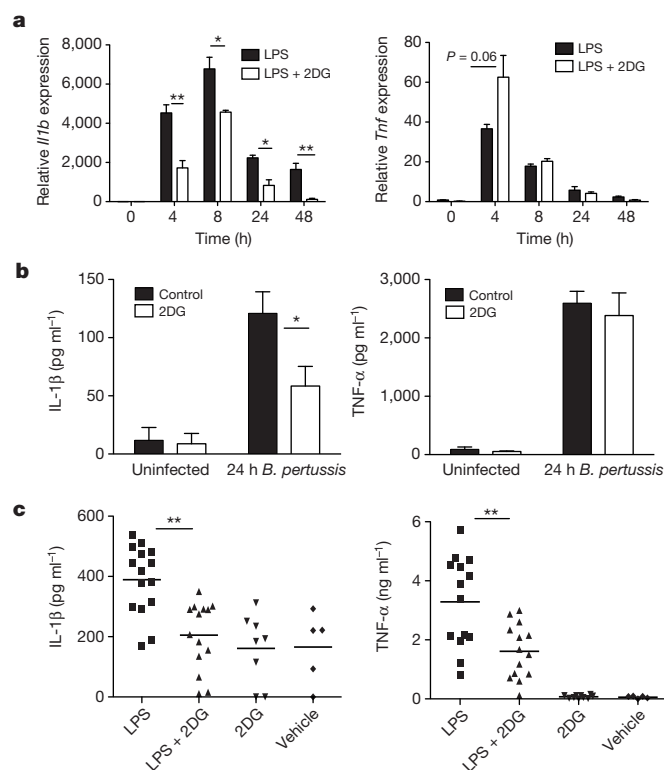 a
Relative Il1b expression
8,000
6,000
4,000
2,000
0
**
*
*
**
LPS
LPS + 2DG
0 4 8 24 48
Time (h)
Relative Tnf expression
80
60
40
20
0
P = 0.06
LPS
LPS + 2DG
0 4 8 24 48
Time (h)
b
IL-1β (pg ml⁻¹)
150
100
50
0
Control
2DG
*
Uninfected 24 h B. pertussis
TNF-α (pg ml⁻¹)
3,000
2,000
1,000
0
Control
2DG
Uninfected 24 h B. pertussis
c
IL-1β (pg ml⁻¹)
600
400
200
0
**
LPS
LPS + 2DG
2DG
Vehicle
TNF-α (ng ml⁻¹)
6
4
2
0
**
LPS
LPS + 2DG
2DG
Vehicle